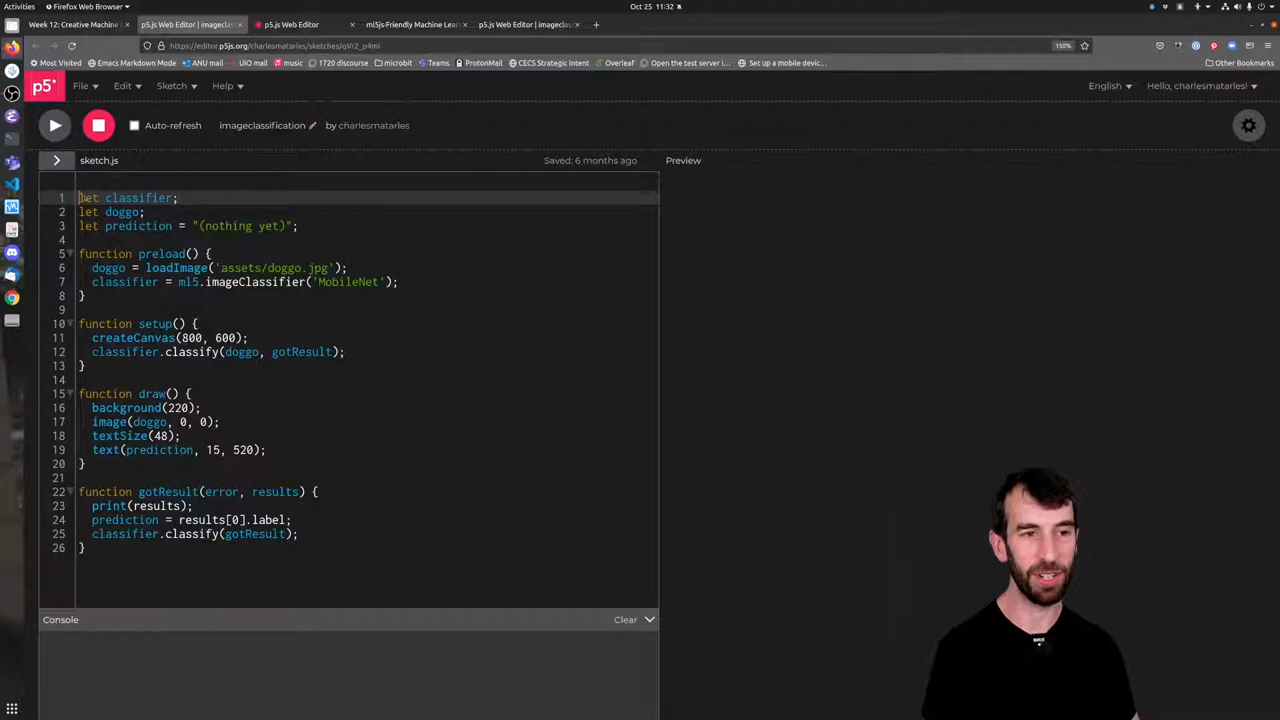 Activities Firefox Web Browser Oct 25 11:32
Week 12: Creative Machine p5.js Web Editor | imageclas p5.js Web Editor ml5js·Friendly Machine Lear p5.js Web Editor | imageclas
https://editor.p5js.org/charlesmatarles/sketches/qVr2_p4mi 150%
Most Visited Emacs Markdown Mode ANU mail UiO mail music 1720 discourse microbit Teams ProtonMail CECS Strategic Intent Overleaf Open the test server i... Set up a mobile devic... Other Bookmarks
p5* File Edit Sketch Help English Hello, charlesmatarles!
Auto-refresh imageclassification by charlesmatarles
sketch.js Saved: 6 months ago Preview
1 let classifier;
2 let doggo;
3 let prediction = "(nothing yet)";
4
5 function preload() {
6 doggo = loadImage('assets/doggo.jpg');
7 classifier = ml5.imageClassifier('MobileNet');
8 }
9
10 function setup() {
11 createCanvas(800, 600);
12 classifier.classify(doggo, gotResult);
13 }
14
15 function draw() {
16 background(220);
17 image(doggo, 0, 0);
18 textSize(48);
19 text(prediction, 15, 520);
20 }
21
22 function gotResult(error, results) {
23 print(results);
24 prediction = results[0].label;
25 classifier.classify(gotResult);
26 }
Console Clear